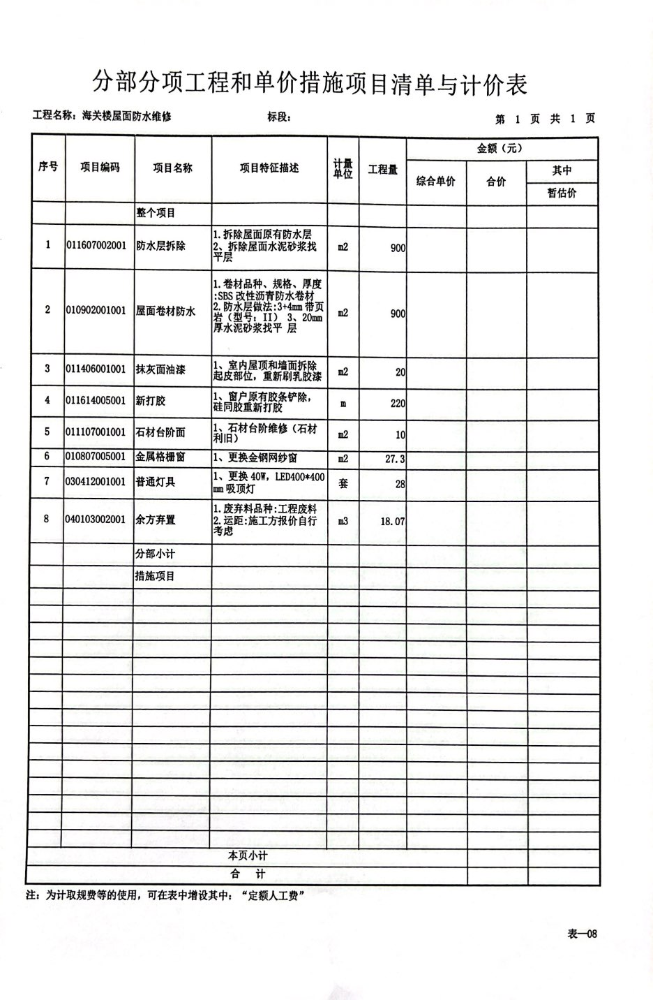 分部分项工程和单价措施项目清单与计价表
工程名称：海关楼屋面防水维修 标段： 第 1 页 共 1 页
序号 项目编码 项目名称 项目特征描述 计量单位 工程量 金额（元）
综合单价 合价 其中
暂估价
整个项目
1 011607002001 防水层拆除 1.拆除屋面原有防水层
2、拆除屋面水泥砂浆找
平层 m2 900
2 010902001001 屋面卷材防水 1.卷材品种、规格、厚度
:SBS 改性沥青防水卷材
2.防水层做法:3+4mm 带页
岩（型号：II） 3、20mm
厚水泥砂浆找平 层 m2 900
3 011406001001 抹灰面油漆 1、室内屋顶和墙面拆除
起皮部位，重新刷乳胶漆 m2 20
4 011614005001 新打胶 1、窗户原有胶条铲除，
硅同胶重新打胶 m 220
5 011107001001 石材台阶面 1、石材台阶维修（石材
利旧） m2 10
6 010807005001 金属格栅窗 1、更换金钢网纱窗 m2 27.3
7 030412001001 普通灯具 1、更换 40W，LED400*400
mm 吸顶灯 套 28
8 040103002001 余方弃置 1.废弃料品种:工程废料
2.运距:施工方报价自行
考虑 m3 18.07
分部小计
措施项目
本页小计
合 计
注：为计取规费等的使用，可在表中增设其中：“定额人工费”
表—08